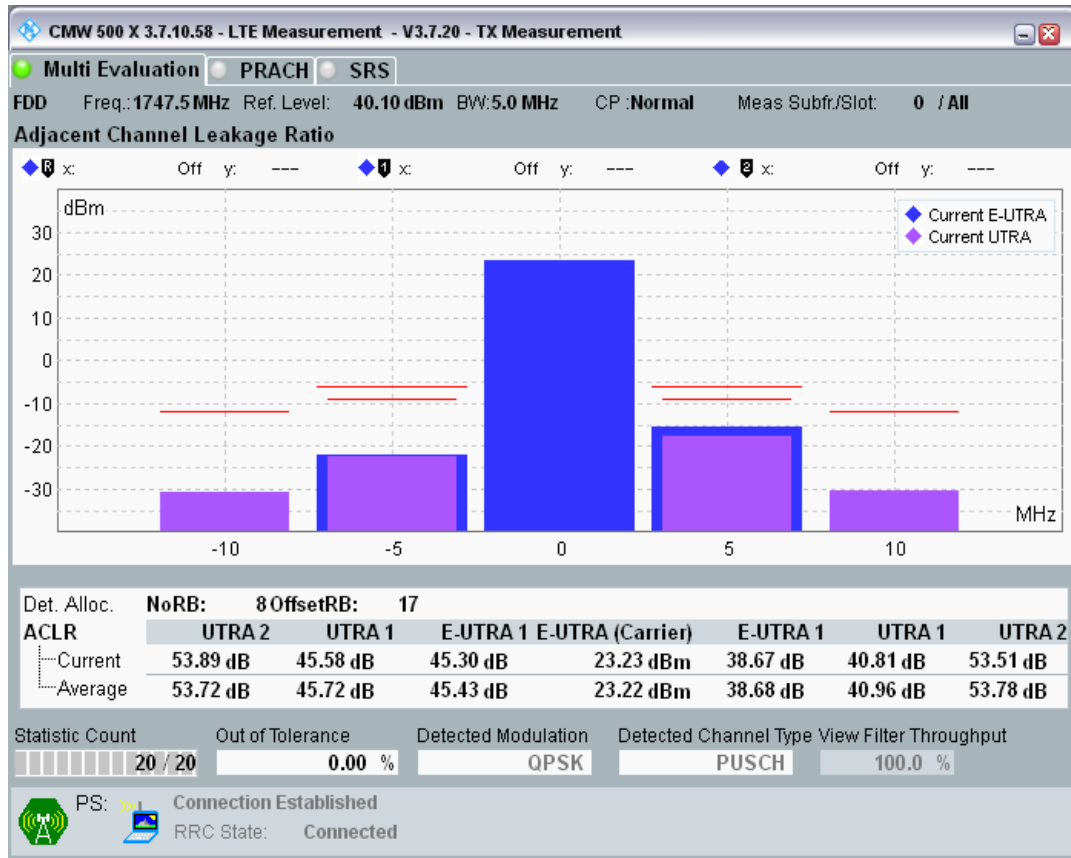 CMW 500 X 3.7.10.58 - LTE Measurement - V3.7.20 - TX Measurement
Multi Evaluation PRACH SRS
FDD Freq.:1747.5 MHz Ref. Level: 40.10 dBm BW:5.0 MHz CP :Normal Meas Subfr./Slot: 0 / All
Adjacent Channel Leakage Ratio
R x: Off y: --- 1 x: Off y: --- 2 x: Off y: ---
dBm
Current E-UTRA
Current UTRA
30
20
10
0
-10
-20
-30
MHz
-10 -5 0 5 10
Det. Alloc. NoRB: 8 OffsetRB: 17
ACLR UTRA 2 UTRA 1 E-UTRA 1 E-UTRA (Carrier) E-UTRA 1 UTRA 1 UTRA 2
Current 53.89 dB 45.58 dB 45.30 dB 23.23 dBm 38.67 dB 40.81 dB 53.51 dB
Average 53.72 dB 45.72 dB 45.43 dB 23.22 dBm 38.68 dB 40.96 dB 53.78 dB
Statistic Count Out of Tolerance Detected Modulation Detected Channel Type View Filter Throughput
20 / 20 0.00 % QPSK PUSCH 100.0 %
PS: Connection Established
RRC State: Connected